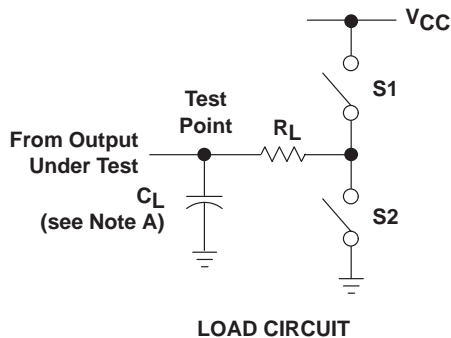 VCC
S1
Test
Point
RL
From Output
Under Test
CL
(see Note A)
S2
LOAD CIRCUIT